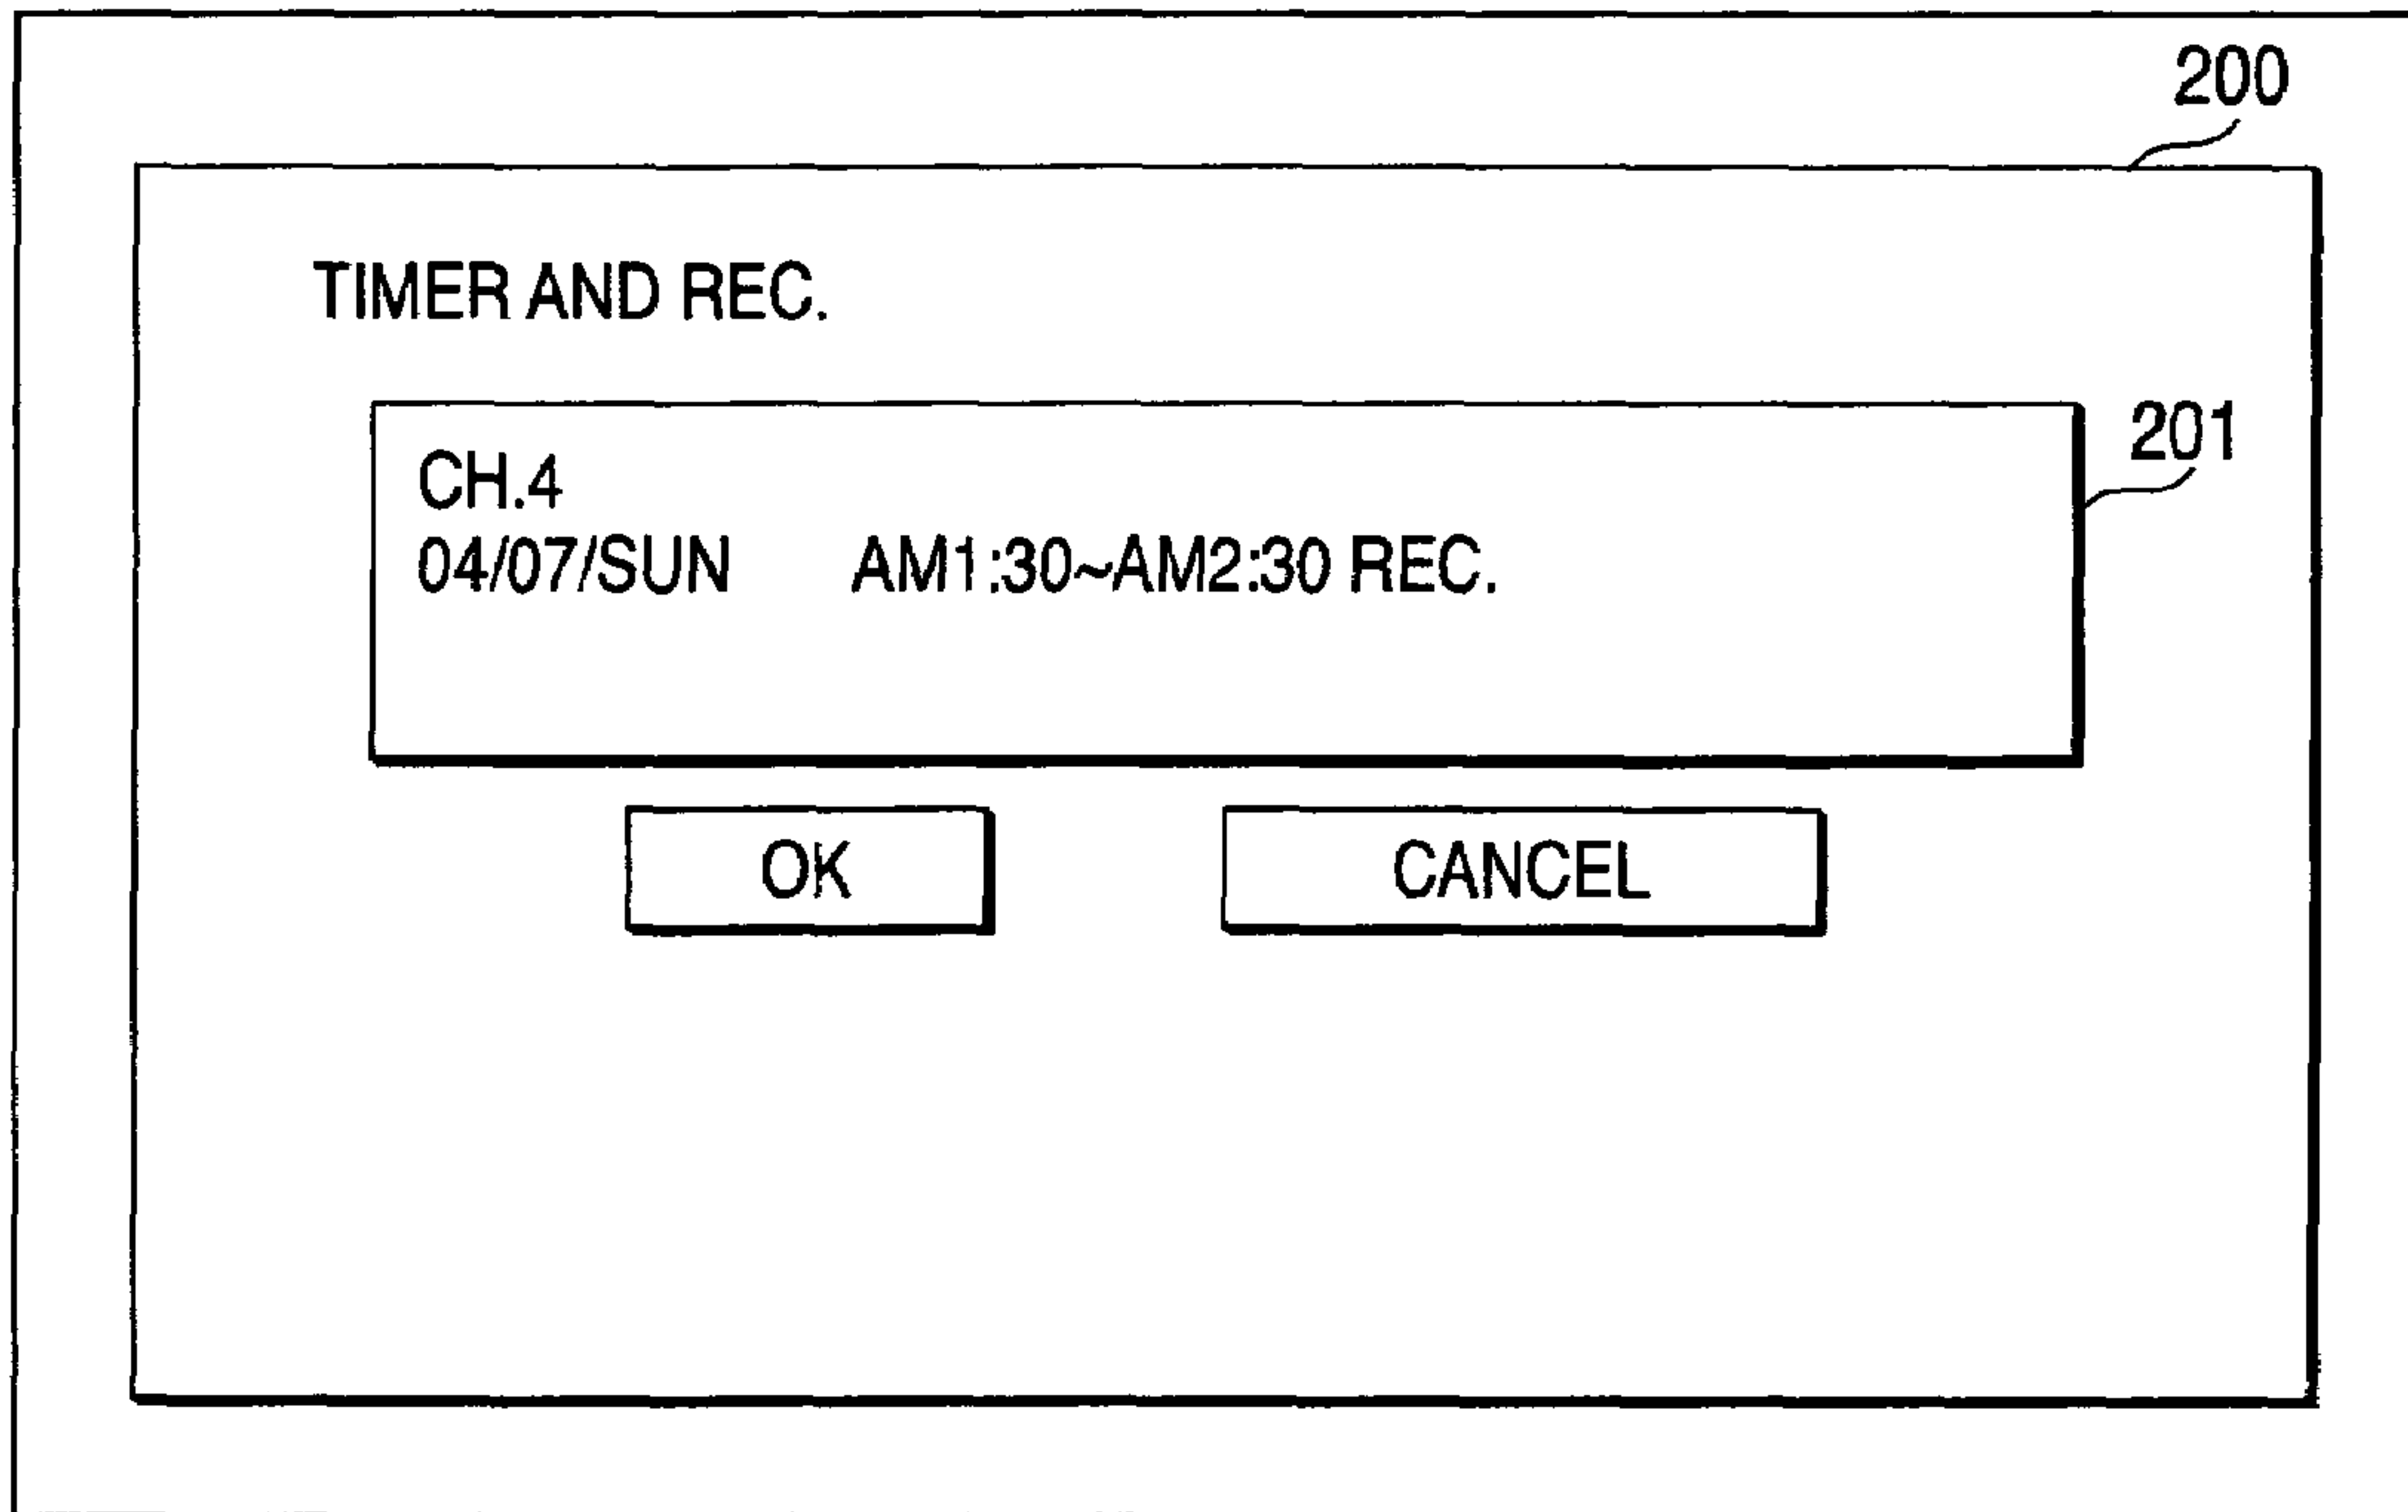 200
TIMER AND REC.
201
CH.4
04/07/SUN AM1:30~AM2:30 REC.
OK
CANCEL